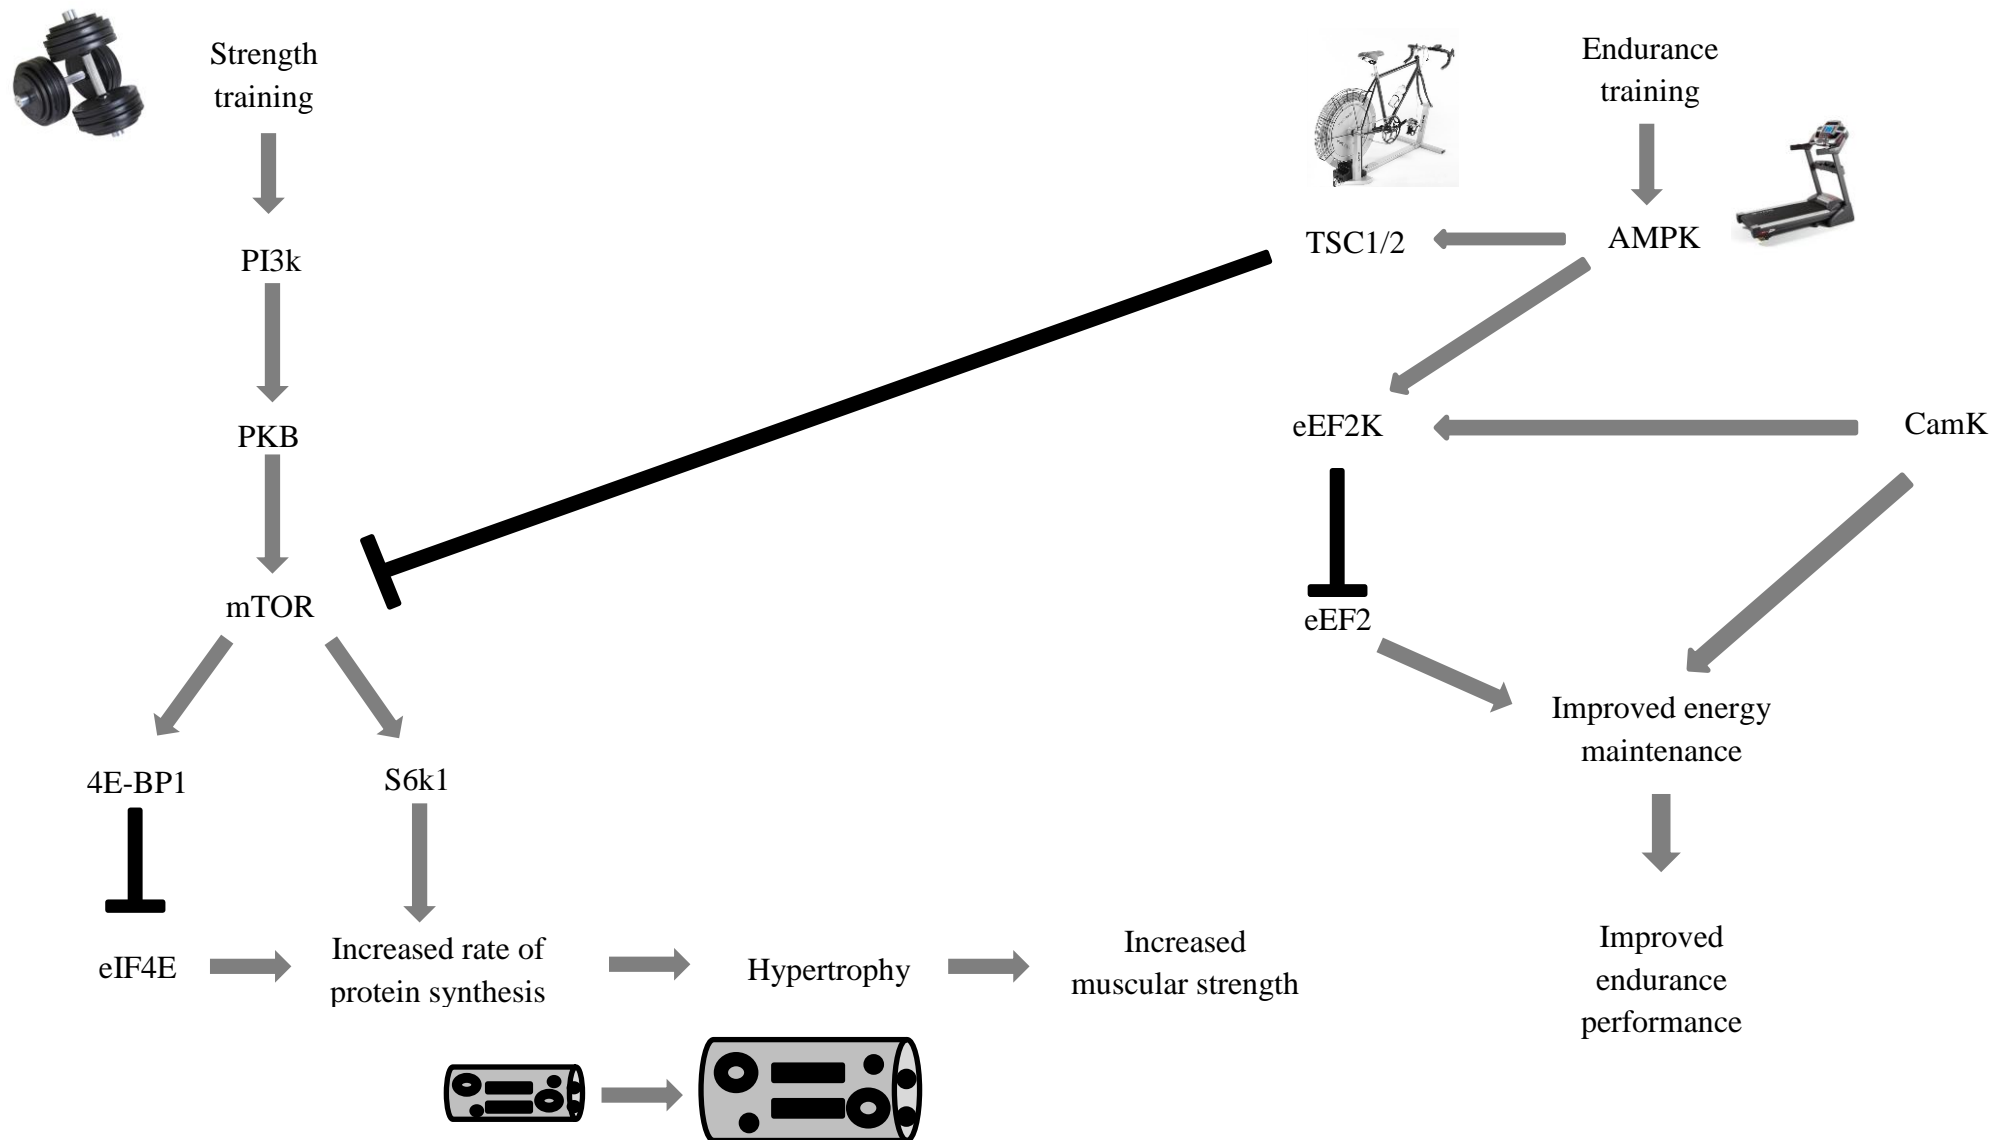 Strength
training
Endurance
training
PI3k
TSC1/2
AMPK
PKB
eEF2K
CamK
mTOR
eEF2
Improved energy
maintenance
4E-BP1
S6k1
eIF4E
Increased rate of
protein synthesis
Hypertrophy
Increased
muscular strength
Improved
endurance
performance